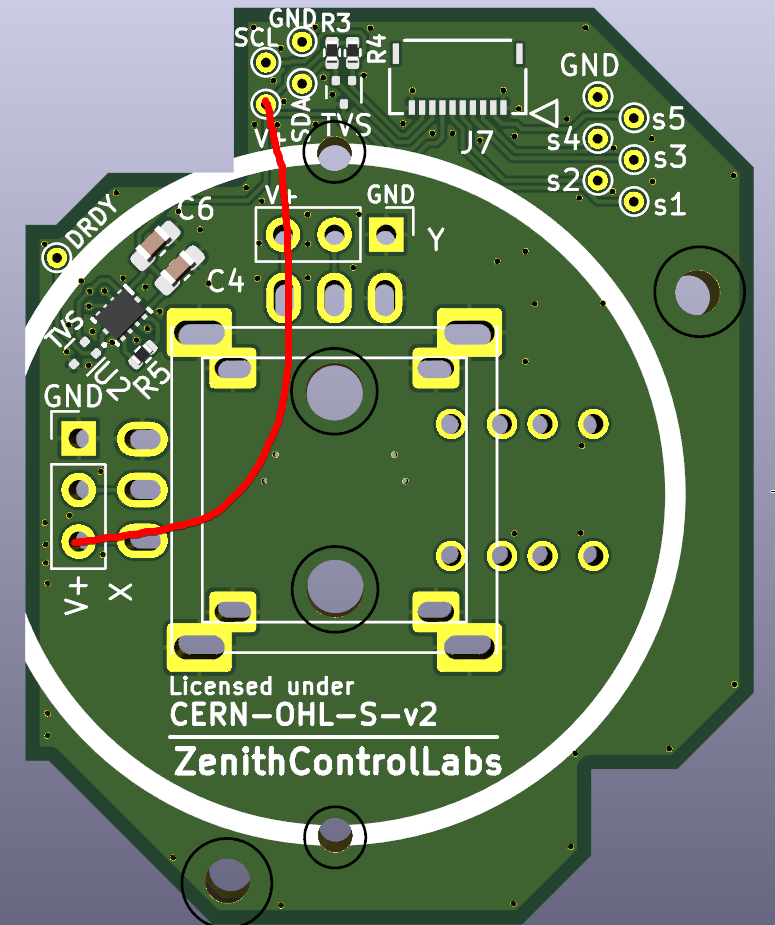 GND
R3
SCL
R4
SDA
V+
TVS
J7
GND
s5
s4
s3
s2
s1
C6
V+
GND
Y
DRDY
C4
TVS
U2
R5
GND
V+
X
Licensed under
CERN-OHL-S-v2
ZenithControlLabs